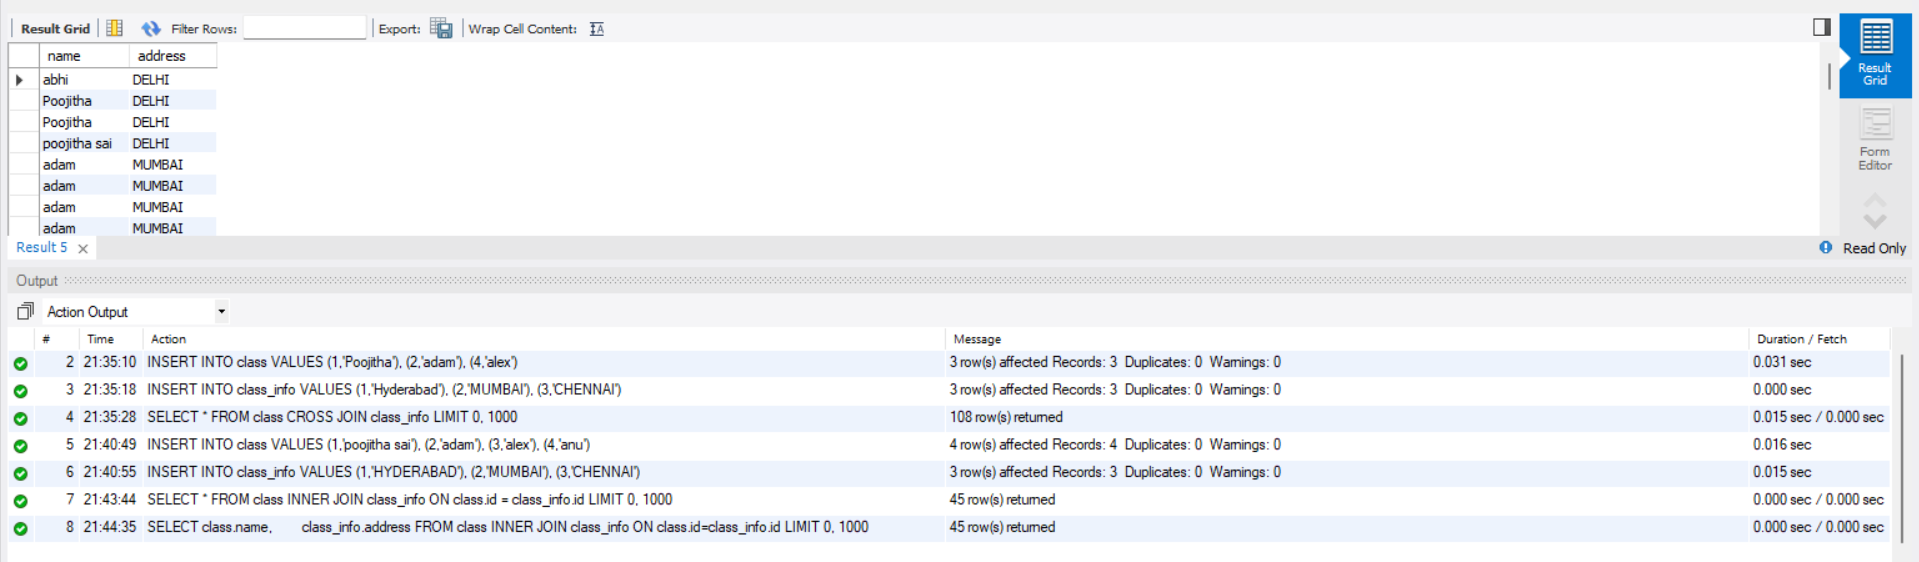 Result Grid Filter Rows: Export: Wrap Cell Content:
name address
abhi DELHI
Poojitha DELHI
Poojitha DELHI
poojitha sai DELHI
adam MUMBAI
adam MUMBAI
adam MUMBAI
adam MUMBAI
Result
Grid
Form
Editor
Result 5 Read Only
Output
Action Output
# Time Action Message Duration / Fetch
2 21:35:10 INSERT INTO class VALUES (1,'Poojitha'), (2,'adam'), (4,'alex') 3 row(s) affected Records: 3 Duplicates: 0 Warnings: 0 0.031 sec
3 21:35:18 INSERT INTO class_info VALUES (1,'Hyderabad'), (2,'MUMBAI'), (3,'CHENNAI') 3 row(s) affected Records: 3 Duplicates: 0 Warnings: 0 0.000 sec
4 21:35:28 SELECT * FROM class CROSS JOIN class_info LIMIT 0, 1000 108 row(s) returned 0.015 sec / 0.000 sec
5 21:40:49 INSERT INTO class VALUES (1,'poojitha sai'), (2,'adam'), (3,'alex'), (4,'anu') 4 row(s) affected Records: 4 Duplicates: 0 Warnings: 0 0.016 sec
6 21:40:55 INSERT INTO class_info VALUES (1,'HYDERABAD'), (2,'MUMBAI'), (3,'CHENNAI') 3 row(s) affected Records: 3 Duplicates: 0 Warnings: 0 0.015 sec
7 21:43:44 SELECT * FROM class INNER JOIN class_info ON class.id = class_info.id LIMIT 0, 1000 45 row(s) returned 0.000 sec / 0.000 sec
8 21:44:35 SELECT class.name, class_info.address FROM class INNER JOIN class_info ON class.id=class_info.id LIMIT 0, 1000 45 row(s) returned 0.000 sec / 0.000 sec